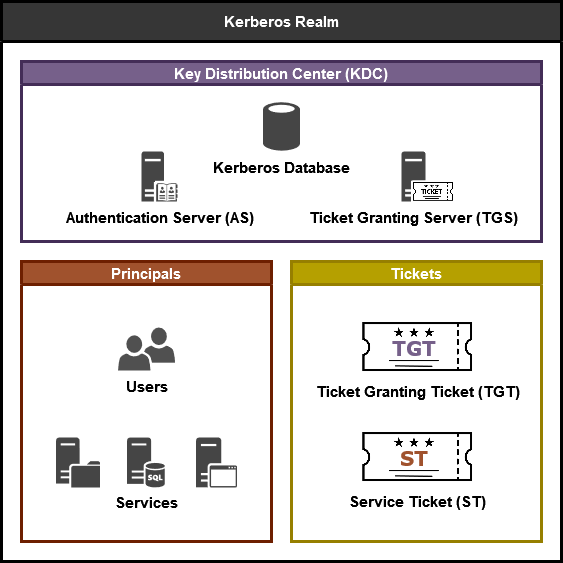 Kerberos Realm
Key Distribution Center (KDC)
Kerberos Database
TICKET
Authentication Server (AS)
Ticket Granting Server (TGS)
Principals
Tickets
TGT
Users
Ticket Granting Ticket (TGT)
ST
SQL
Services
Service Ticket (ST)